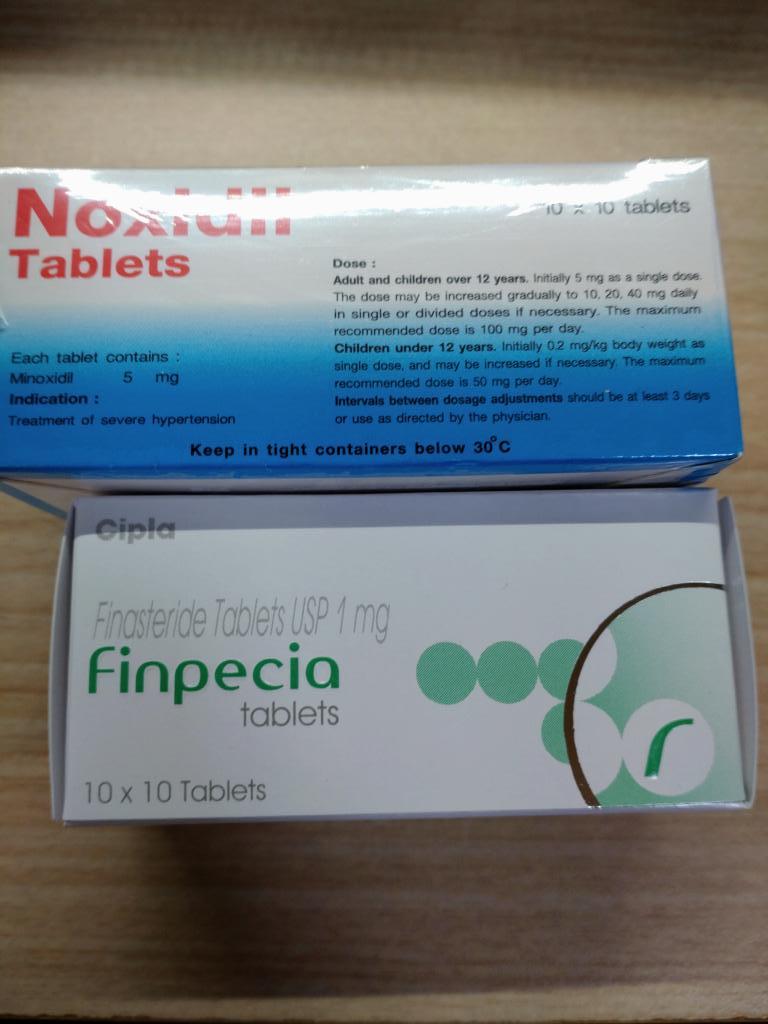 Noxidil
Tablets
10 x 10 tablets
Dose :
Adult and children over 12 years. Initially 5 mg as a single dose.
The dose may be increased gradually to 10, 20, 40 mg daily
in single or divided doses if necessary. The maximum
recommended dose is 100 mg per day.
Children under 12 years. Initially 0.2 mg/kg body weight as
single dose, and may be increased if necessary. The maximum
recommended dose is 50 mg per day.
Intervals between dosage adjustments should be at least 3 days
or use as directed by the physician.
Each tablet contains :
Minoxidil 5 mg
Indication :
Treatment of severe hypertension
Keep in tight containers below 30°C
Cipla
Finasteride Tablets USP 1 mg
Finpecia
tablets
10 x 10 Tablets